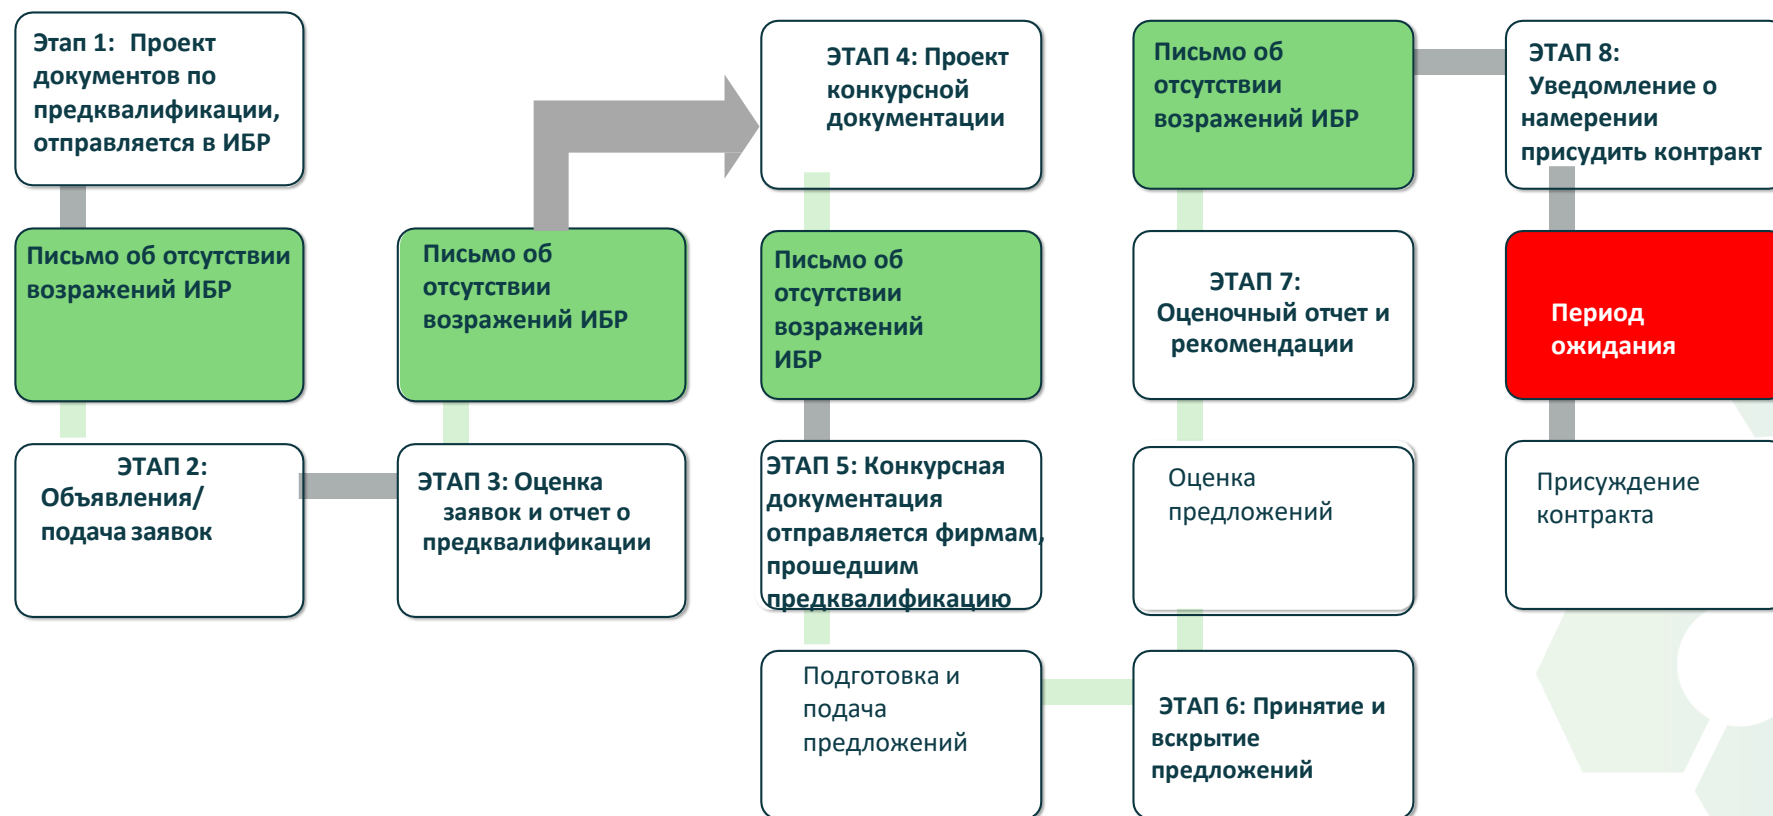 Этап 1: Проект
документов по
предквалификации,
отправляется в ИБР
Письмо об отсутствии
возражений ИБР
ЭТАП 2:
Объявления/
подача заявок
ЭТАП 3: Оценка
заявок и отчет о
предквалификации
Письмо об
отсутствии
возражений ИБР
ЭТАП 4: Проект
конкурсной
документации
Письмо об
отсутствии
возражений
ИБР
ЭТАП 5: Конкурсная
документация
отправляется фирмам,
прошедшим
предквалификацию
Подготовка и
подача
предложений
ЭТАП 6: Принятие и
вскрытие
предложений
Оценка
предложений
ЭТАП 7:
Оценочный отчет и
рекомендации
Письмо об
отсутствии
возражений ИБР
ЭТАП 8:
Уведомление о
намерении
присудить контракт
Период
ожидания
Присуждение
контракта